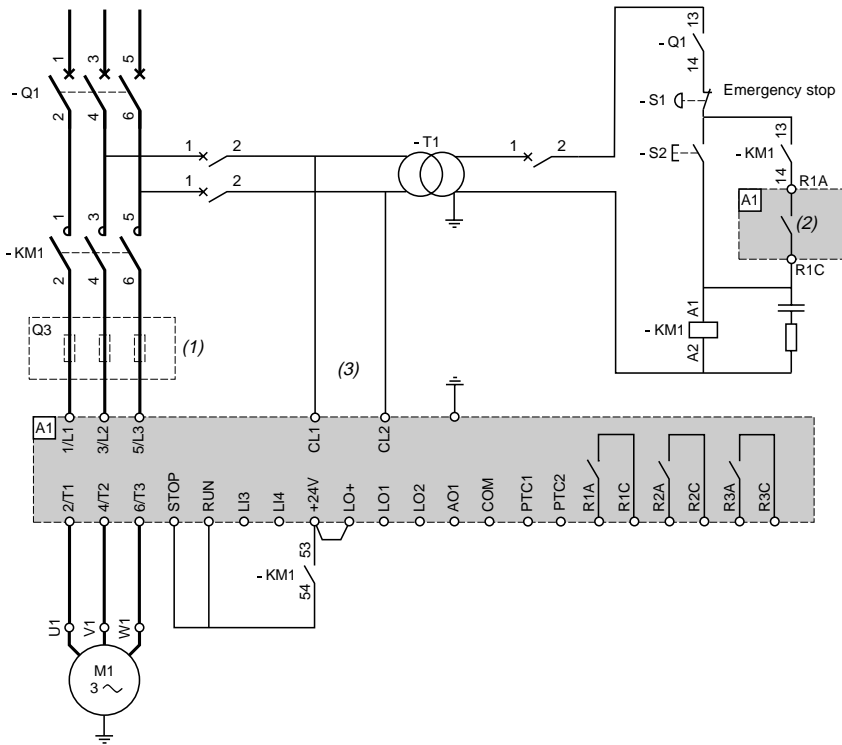 1 3 5
- Q1
2 4 6
13
- Q1
14
- S1 Emergency stop
1 2 - T1 1 2
- S2
13
- KM1
14 R1A
1 2
A1
(2)
R1C
1 3 5
- KM1
2 4 6
A1
- KM1
A2
Q3
(1)
(3)
A1
1/L1 3/L2 5/L3 CL1 CL2
2/T1 4/T2 6/T3 STOP RUN LI3 LI4 +24V LO+ LO1 LO2 AO1 COM PTC1 PTC2 R1A R1C R2A R2C R3A R3C
53
- KM1
54
U1 V1 W1
M1
3